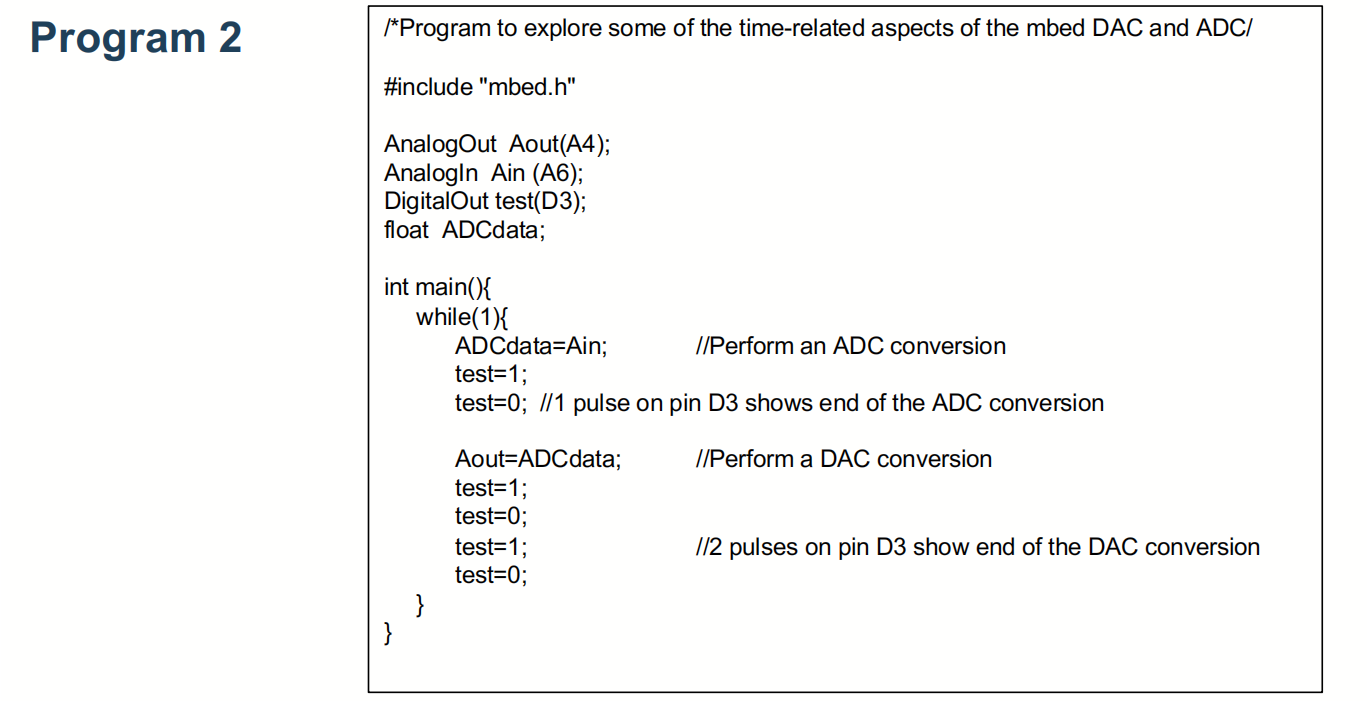 Program 2
/*Program to explore some of the time-related aspects of the mbed DAC and ADC/
#include "mbed.h"
AnalogOut  Aout(A4);
AnalogIn  Ain (A6);
DigitalOut test(D3);
float  ADCdata;
int main(){
while(1){
ADCdata=Ain; //Perform an ADC conversion
test=1;
test=0;  //1 pulse on pin D3 shows end of the ADC conversion
Aout=ADCdata; //Perform a DAC conversion
test=1;
test=0;
test=1; //2 pulses on pin D3 show end of the DAC conversion
test=0;
}
}